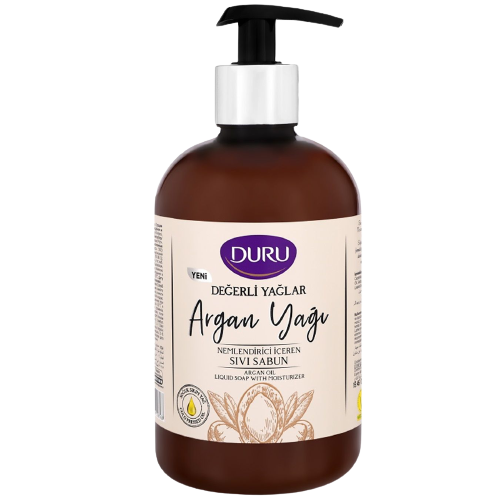 DURU
YENİ
DEĞERLİ YAĞLAR
Argan Yağı
NEMLENDİRİCİ İÇEREN
SIVI SABUN
ARGAN OIL
LIQUID SOAP WITH MOISTURIZER